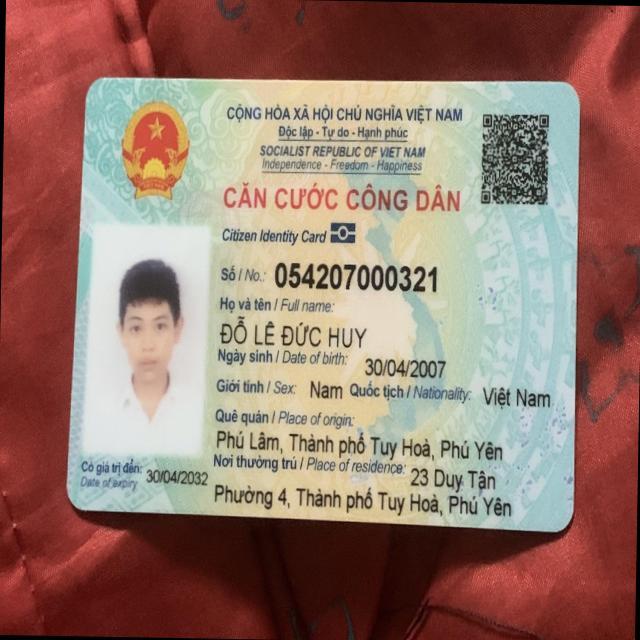 CỘNG HÒA XÃ HỘI CHỦ NGHĨA VIỆT NAM
Độc lập - Tự do - Hạnh phúc
SOCIALIST REPUBLIC OF VIET NAM
Independence - Freedom - Happiness
CĂN CƯỚC CÔNG DÂN
Citizen Identity Card
Số / No.: 054207000321
Họ và tên / Full name:
ĐỖ LÊ ĐỨC HUY
Ngày sinh / Date of birth: 30/04/2007
Giới tính / Sex: Nam Quốc tịch / Nationality: Việt Nam
Quê quán / Place of origin:
Phú Lâm, Thành phố Tuy Hoà, Phú Yên
Nơi thường trú / Place of residence: 23 Duy Tân
Phường 4, Thành phố Tuy Hoà, Phú Yên
Có giá trị đến: 30/04/2032
Date of expiry